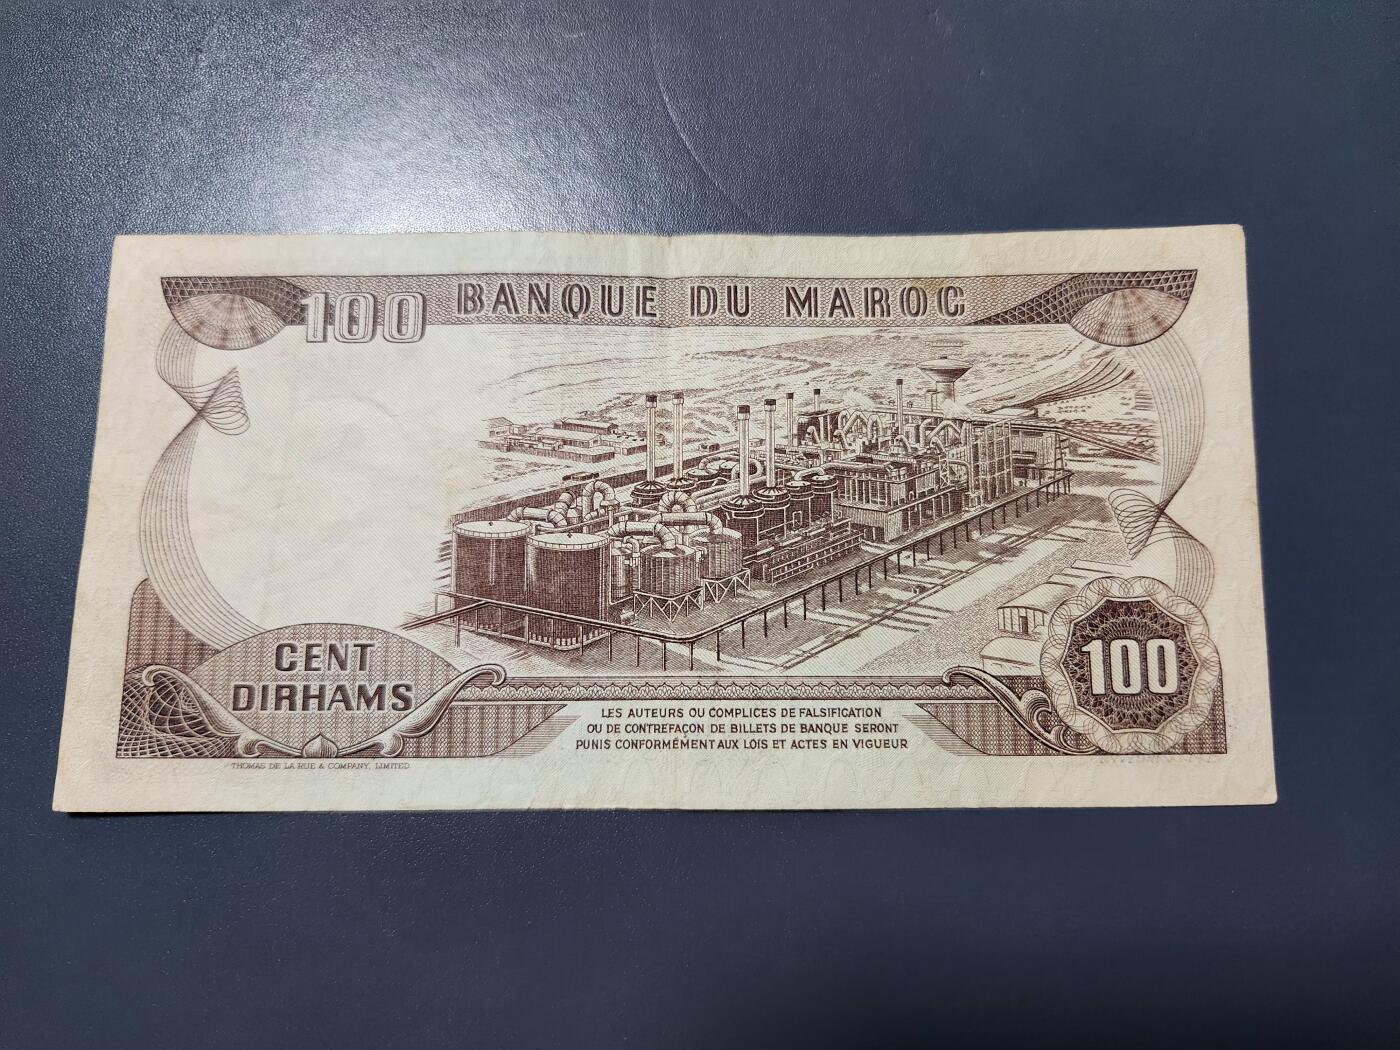 100 BANQUE DU MAROC
CENT
DIRHAMS
100
LES AUTEURS OU COMPLICES DE FALSIFICATION
OU DE CONTREFAÇON DE BILLETS DE BANQUE SERONT
PUNIS CONFORMÉMENT AUX LOIS ET ACTES EN VIGUEUR
THOMAS DE LA RUE & COMPANY, LIMITED